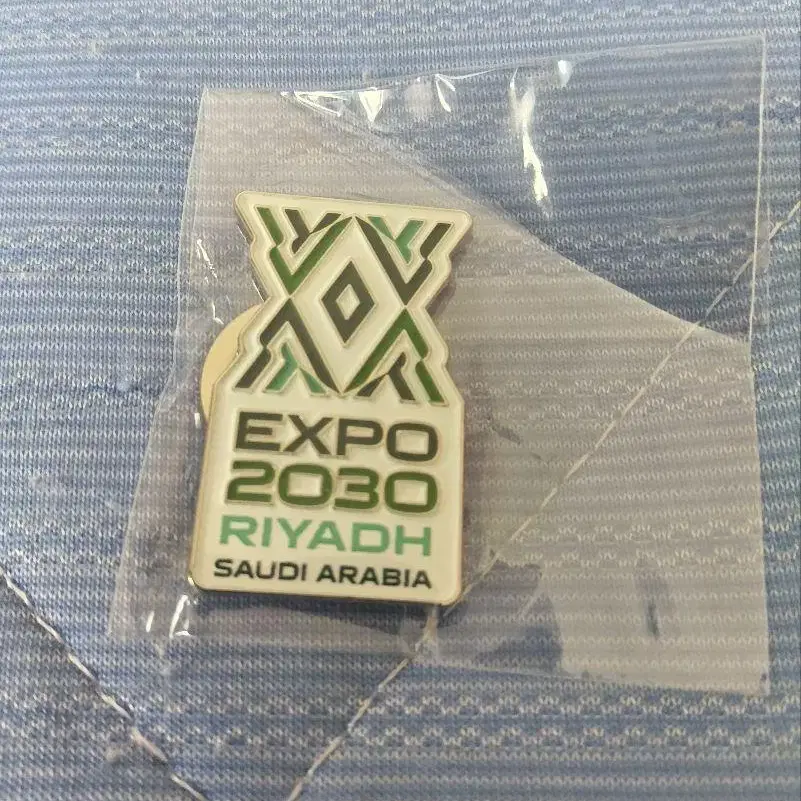 EXPO
2030
RIYADH
SAUDI ARABIA